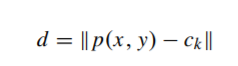 d = ‖p(x, y) − cₖ‖